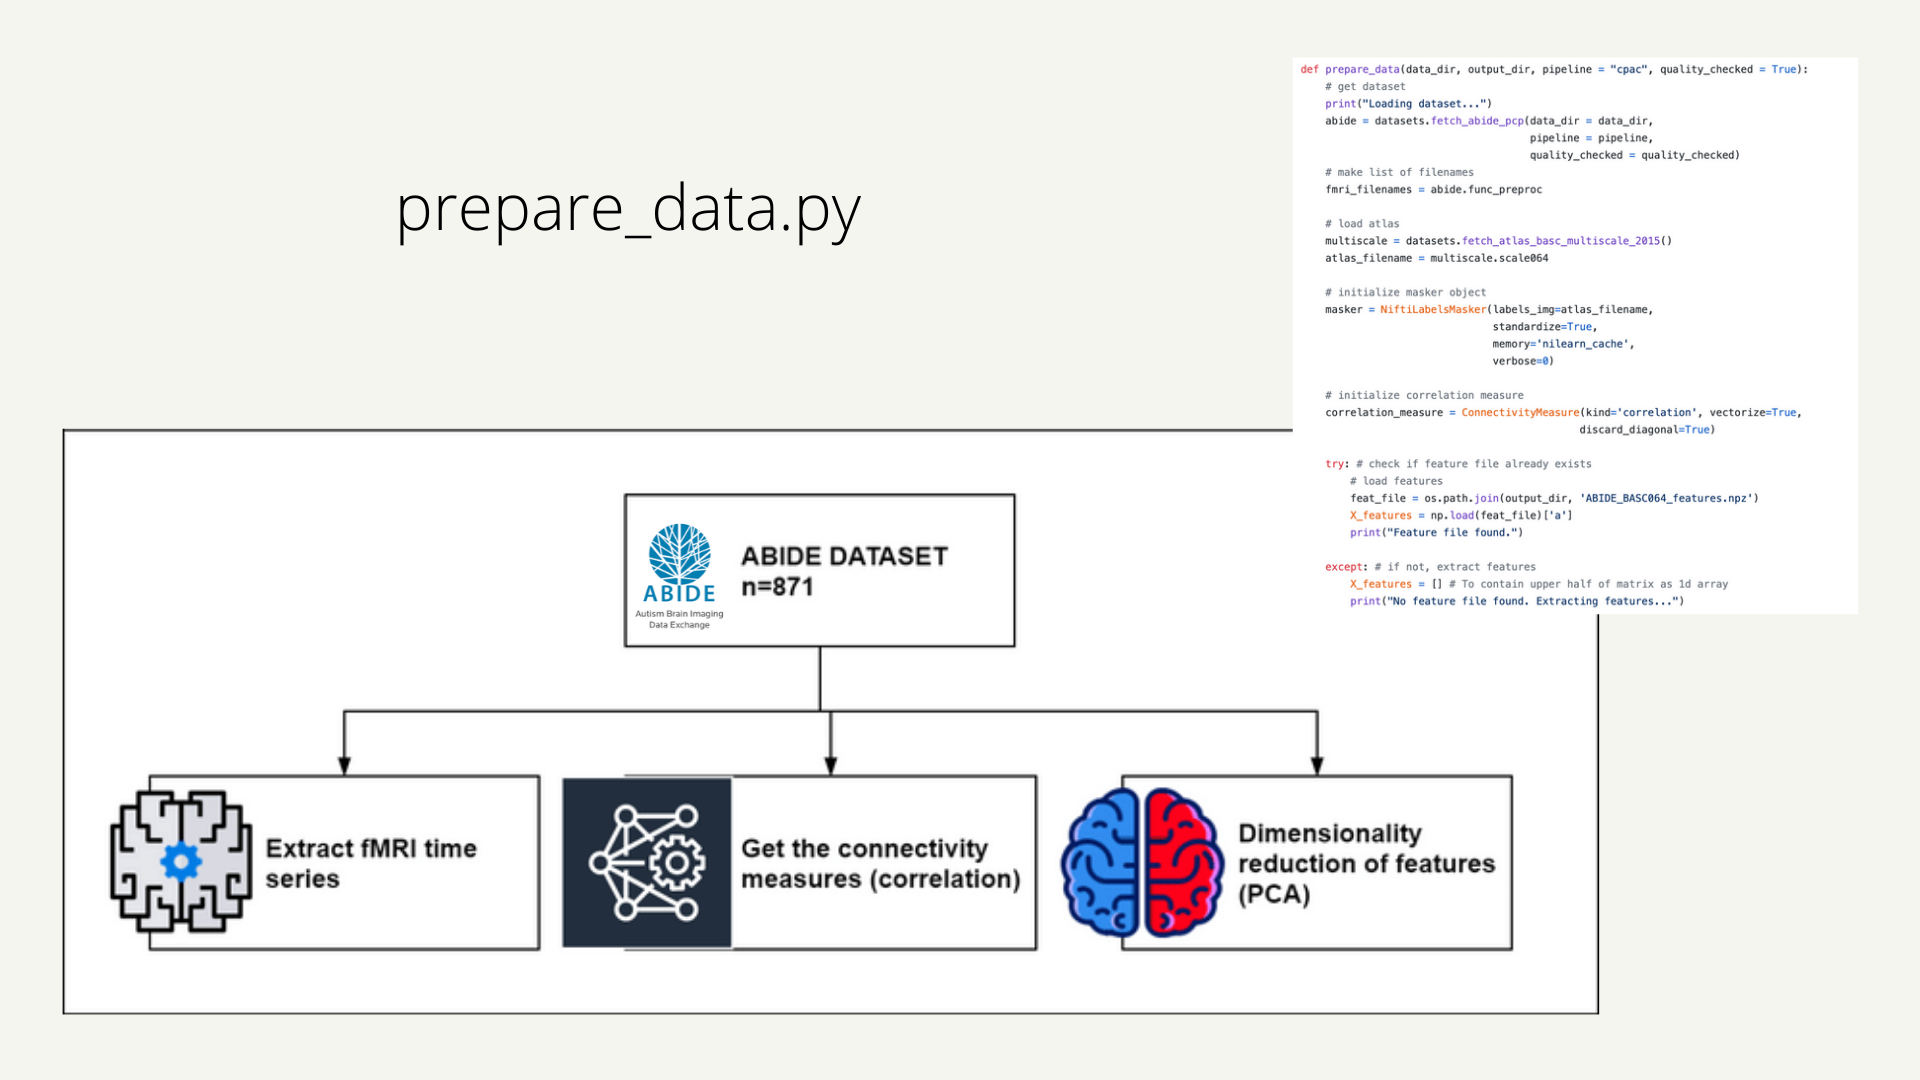 prepare_data.py
def prepare_data(data_dir, output_dir, pipeline = "cpac", quality_checked = True):
    # get dataset
    print("Loading dataset...")
    abide = datasets.fetch_abide_pcp(data_dir = data_dir,
                                     pipeline = pipeline,
                                     quality_checked = quality_checked)
    # make list of filenames
    fmri_filenames = abide.func_preproc
    # load atlas
    multiscale = datasets.fetch_atlas_basc_multiscale_2015()
    atlas_filename = multiscale.scale064
    # initialize masker object
    masker = NiftiLabelsMasker(labels_img=atlas_filename,
                               standardize=True,
                               memory='nilearn_cache',
                               verbose=0)
    # initialize correlation measure
    correlation_measure = ConnectivityMeasure(kind='correlation', vectorize=True,
                                             discard_diagonal=True)
    try: # check if feature file already exists
        # load features
        feat_file = os.path.join(output_dir, 'ABIDE_BASC064_features.npz')
        X_features = np.load(feat_file)['a']
        print("Feature file found.")
    except: # if not, extract features
        X_features = [] # To contain upper half of matrix as 1d array
        print("No feature file found. Extracting features...")
ABIDE
Autism Brain Imaging
Data Exchange
ABIDE DATASET
n=871
Extract fMRI time
series
Get the connectivity
measures (correlation)
Dimensionality
reduction of features
(PCA)